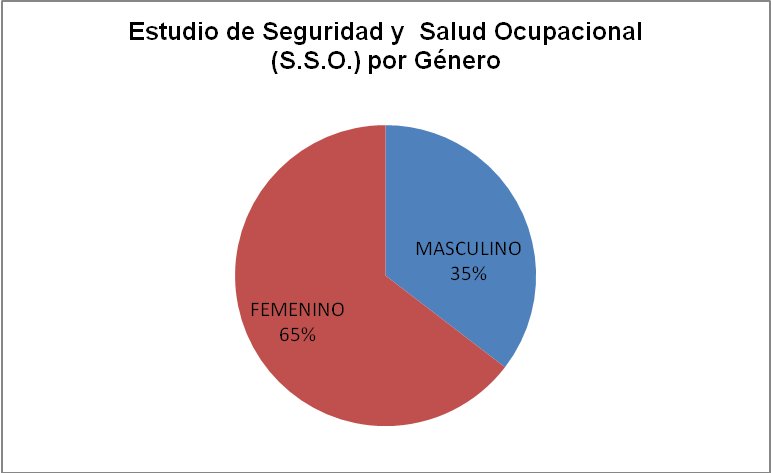 Estudio de Seguridad y  Salud Ocupacional
(S.S.O.) por Género
MASCULINO
35%
FEMENINO
65%